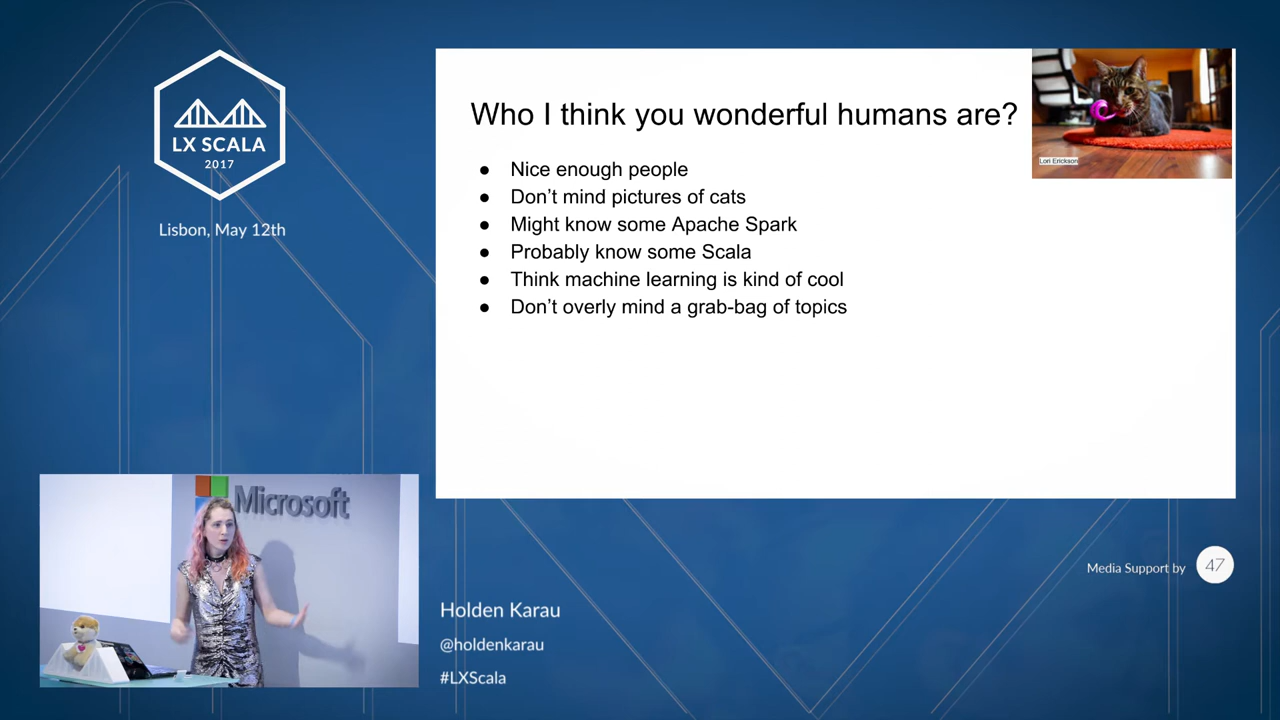 LX SCALA
2017
Lisbon, May 12th
Who I think you wonderful humans are?
Lori Erickson
● Nice enough people
● Don’t mind pictures of cats
● Might know some Apache Spark
● Probably know some Scala
● Think machine learning is kind of cool
● Don’t overly mind a grab-bag of topics
Microsoft
Media Support by 47
Holden Karau
@holdenkarau
#LXScala